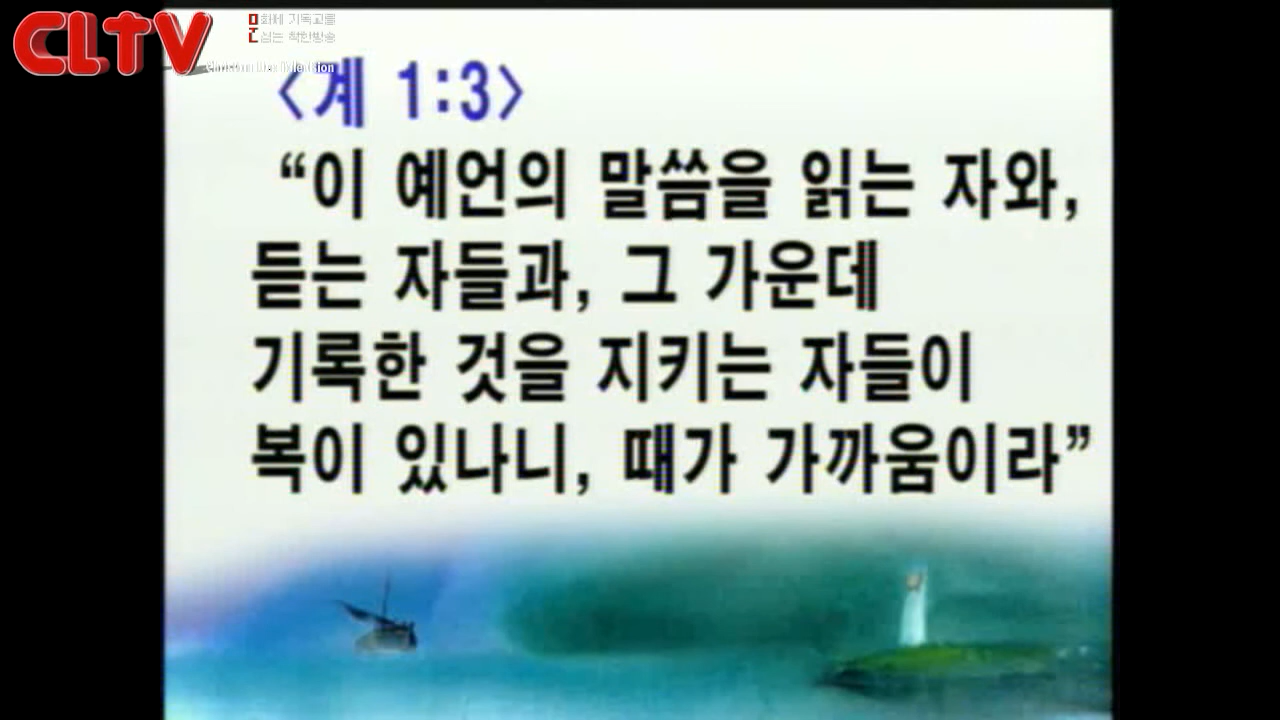 CLTV
<계 1:3>
“이 예언의 말씀을 읽는 자와,
듣는 자들과, 그 가운데
기록한 것을 지키는 자들이
복이 있나니, 때가 가까움이라”